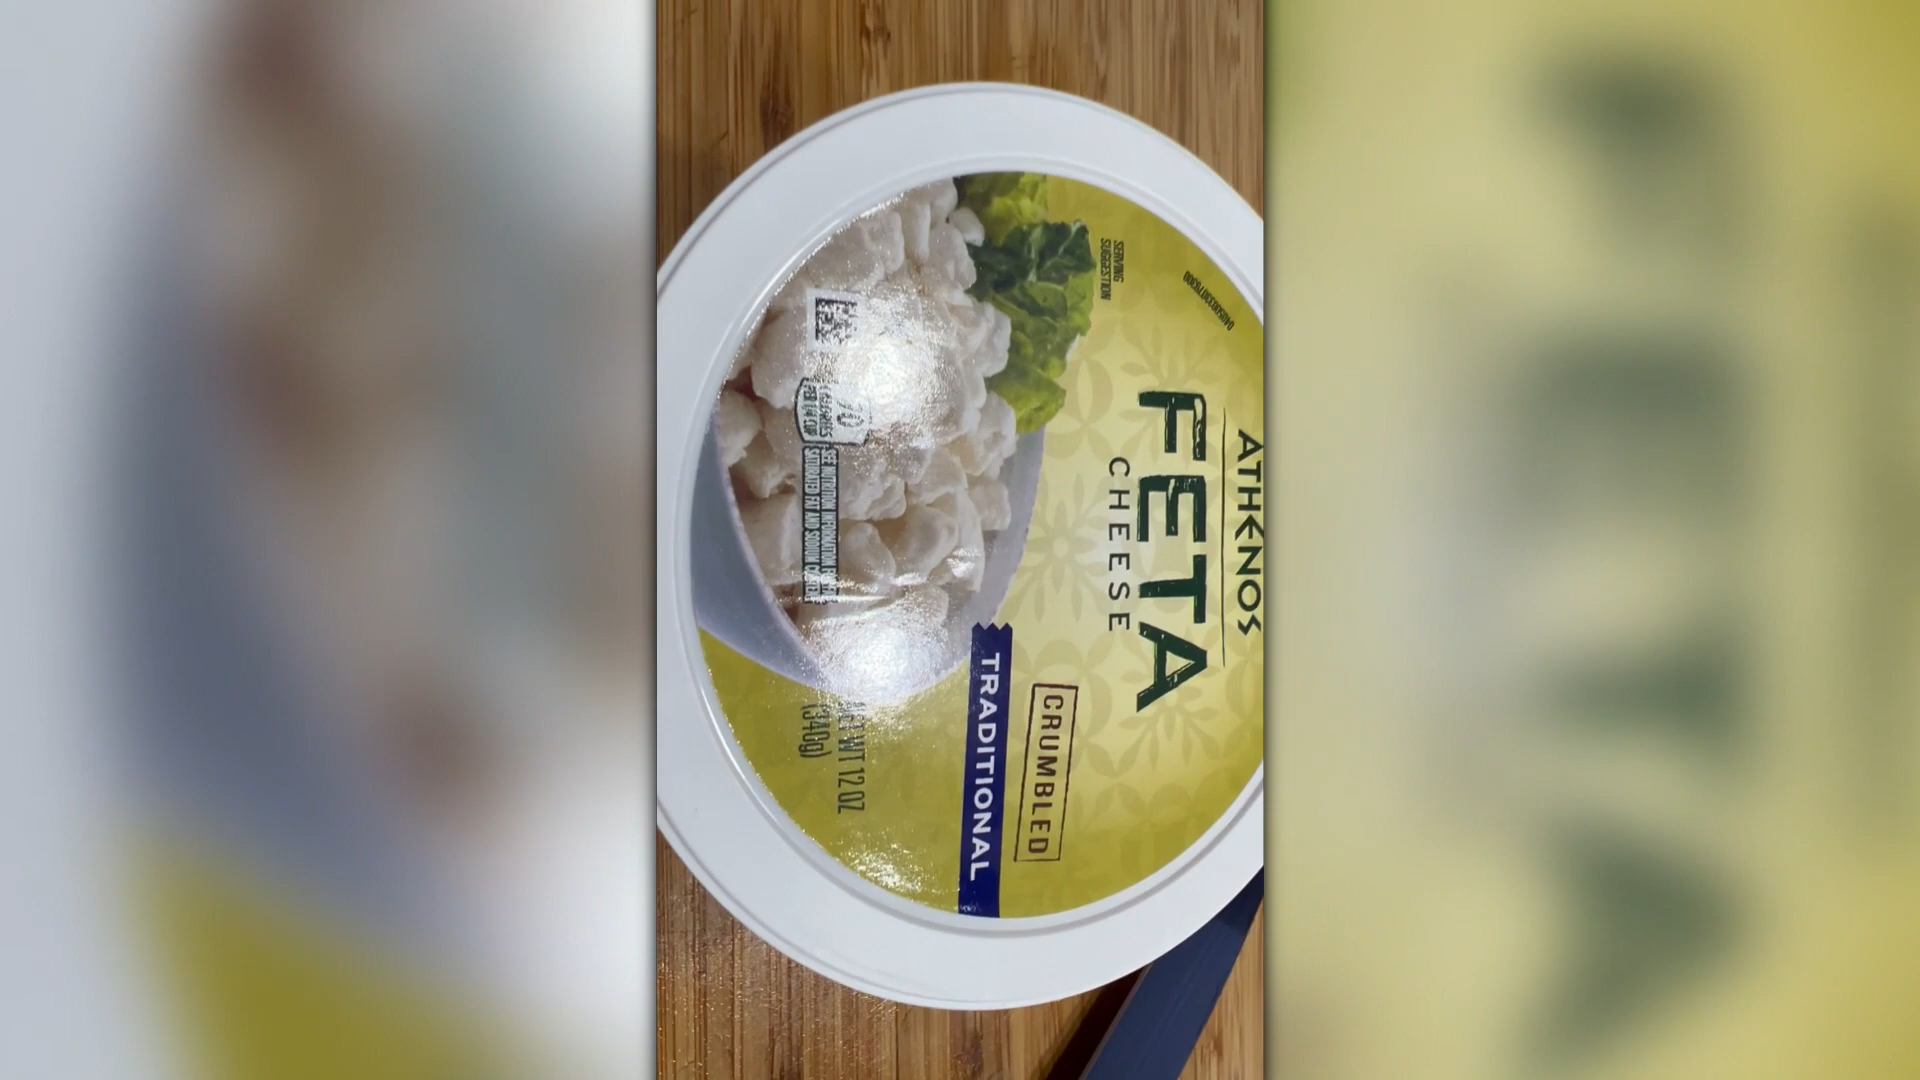 ATHENOS
FETA
CHEESE
CRUMBLED
TRADITIONAL
SERVING
SUGGESTION
CALORIES
PER 1/4 CUP
SEE NUTRITION INFORMATION FOR
SATURATED FAT AND SODIUM CONTENT
NET WT 12 OZ
(340g)